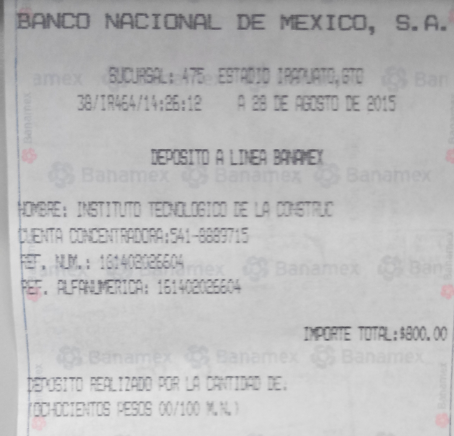 BANCO NACIONAL DE MEXICO, S.A.
SUCURSAL: 475 ESTADIO IRAPUATO,GTO
38/IR464/14:26:12 A 28 DE AGOSTO DE 2015
DEPOSITO A LINEA BANAMEX
NOMBRE: INSTITUTO TECNOLOGICO DE LA CONSTRUC
CUENTA CONCENTRADORA:541-8889715
REF. NUM.: 161402026604
REF. ALFANUMERICA: 161402026604
IMPORTE TOTAL:$800.00
DEPOSITO REALIZADO POR LA CANTIDAD DE:
(OCHOCIENTOS PESOS 00/100 M.N.)